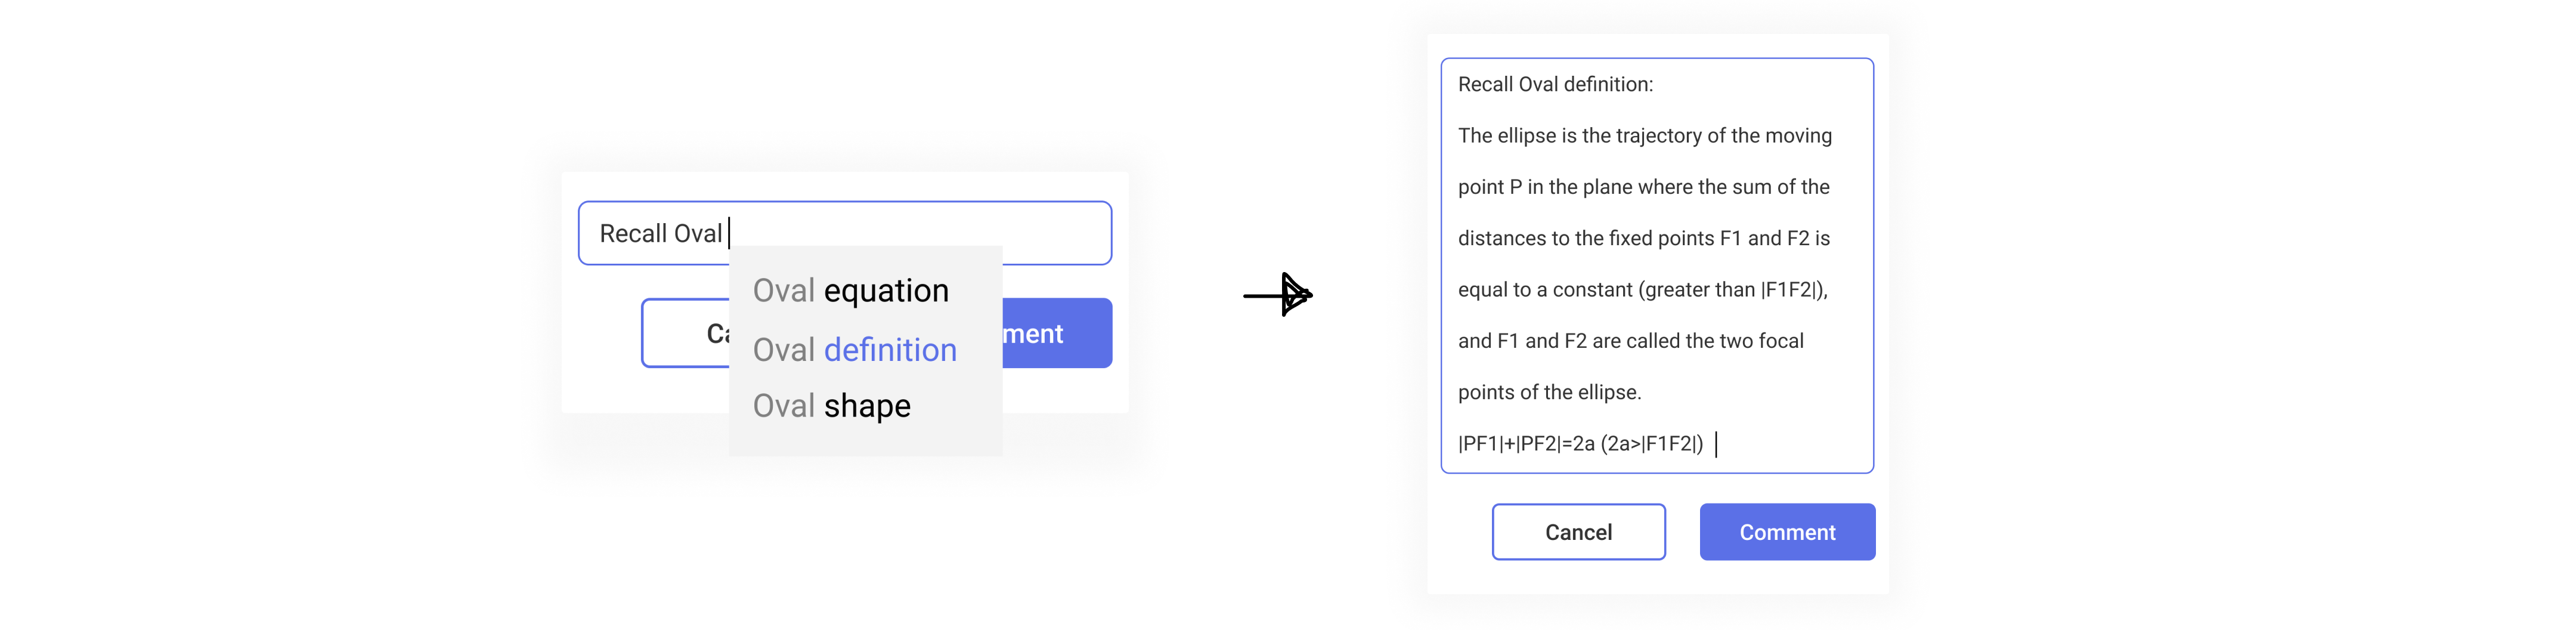 Recall Oval
Oval equation
Oval definition
Oval shape
Ca
ment
Recall Oval definition:
The ellipse is the trajectory of the moving
point P in the plane where the sum of the
distances to the fixed points F1 and F2 is
equal to a constant (greater than |F1F2|),
and F1 and F2 are called the two focal
points of the ellipse.
|PF1|+|PF2|=2a (2a>|F1F2|)
Cancel
Comment